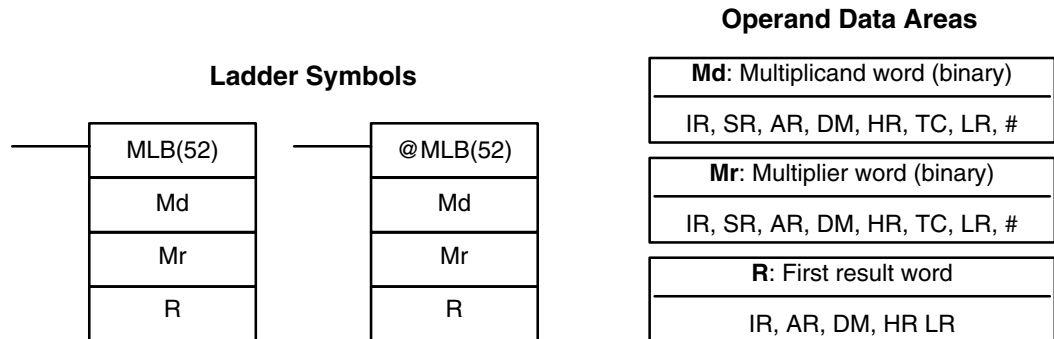 Ladder Symbols
MLB(52)
Md
Mr
R
@MLB(52)
Md
Mr
R
Operand Data Areas
Md: Multiplicand word (binary)
IR, SR, AR, DM, HR, TC, LR, #
Mr: Multiplier word (binary)
IR, SR, AR, DM, HR, TC, LR, #
R: First result word
IR, AR, DM, HR LR